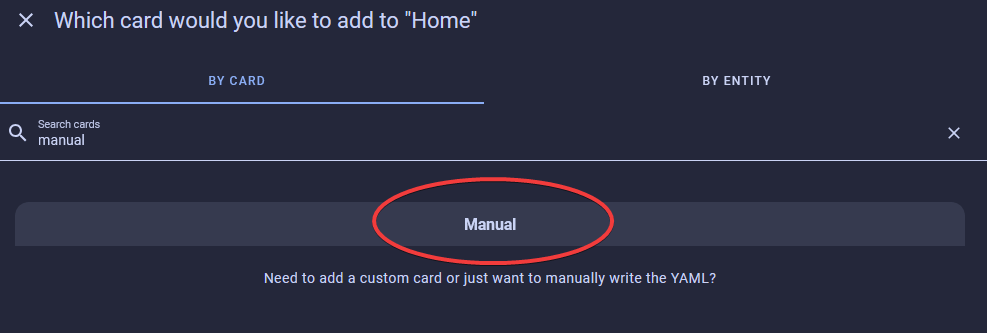 Which card would you like to add to "Home"
BY CARD
BY ENTITY
Search cards
manual
Manual
Need to add a custom card or just want to manually write the YAML?